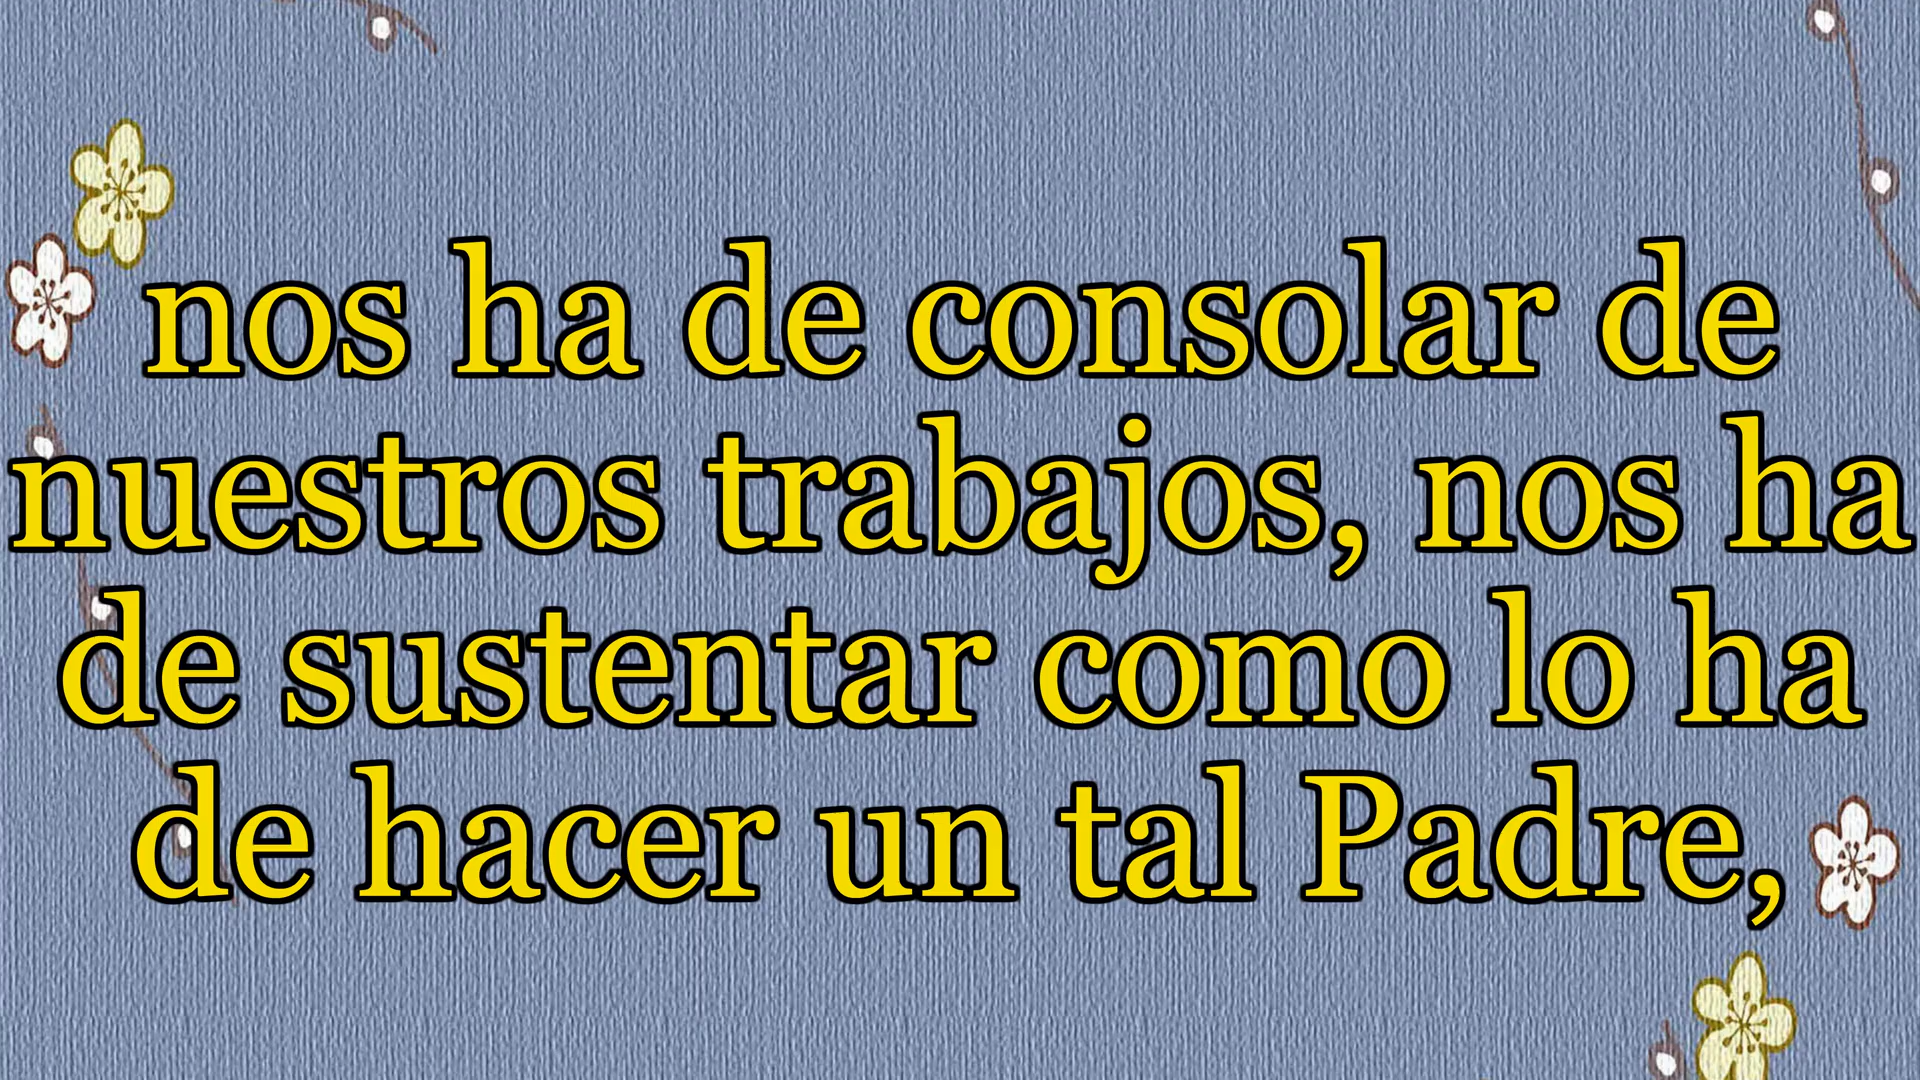 nos ha de consolar de
nuestros trabajos, nos ha
de sustentar como lo ha
de hacer un tal Padre,